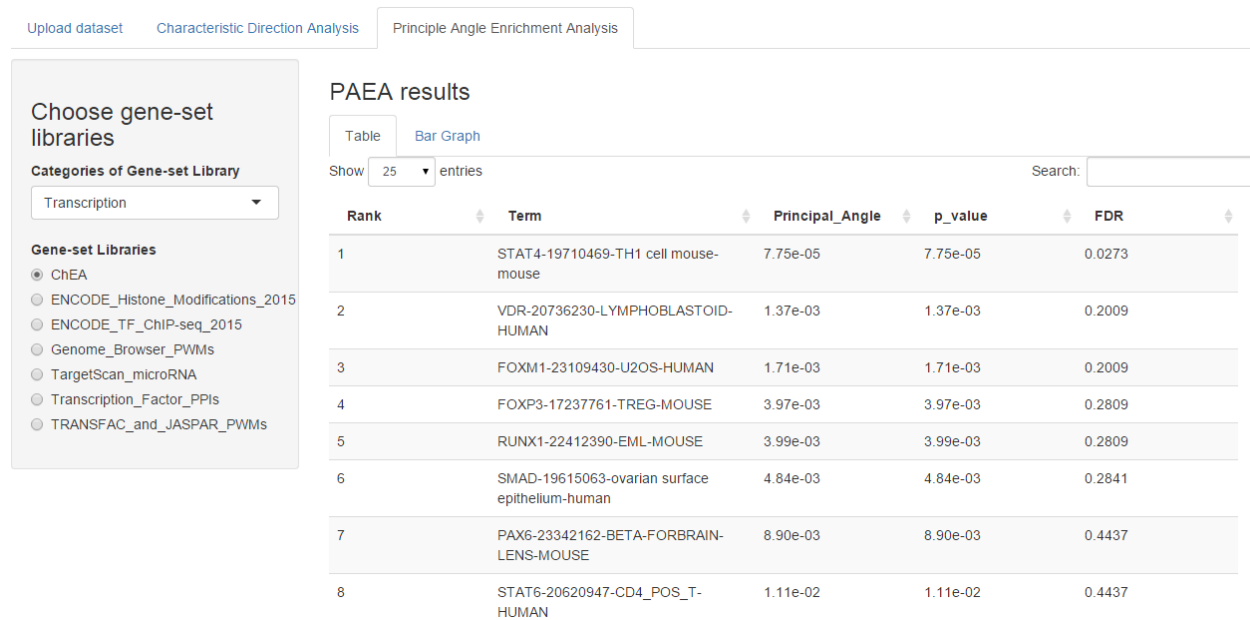 Upload dataset Characteristic Direction Analysis Principle Angle Enrichment Analysis
Choose gene-set
libraries
Categories of Gene-set Library
Transcription
Gene-set Libraries
ChEA
ENCODE_Histone_Modifications_2015
ENCODE_TF_ChIP-seq_2015
Genome_Browser_PWMs
TargetScan_microRNA
Transcription_Factor_PPIs
TRANSFAC_and_JASPAR_PWMs
PAEA results
Table Bar Graph
Show 25 entries Search:
Rank Term Principal_Angle p_value FDR
1 STAT4-19710469-TH1 cell mouse- 7.75e-05 7.75e-05 0.0273
mouse
2 VDR-20736230-LYMPHOBLASTOID- 1.37e-03 1.37e-03 0.2009
HUMAN
3 FOXM1-23109430-U2OS-HUMAN 1.71e-03 1.71e-03 0.2009
4 FOXP3-17237761-TREG-MOUSE 3.97e-03 3.97e-03 0.2809
5 RUNX1-22412390-EML-MOUSE 3.99e-03 3.99e-03 0.2809
6 SMAD-19615063-ovarian surface 4.84e-03 4.84e-03 0.2841
epithelium-human
7 PAX6-23342162-BETA-FORBRAIN- 8.90e-03 8.90e-03 0.4437
LENS-MOUSE
8 STAT6-20620947-CD4_POS_T- 1.11e-02 1.11e-02 0.4437
HUMAN